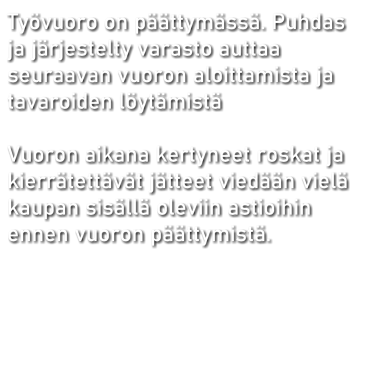 Työvuoro on päättymässä. Puhdas
ja järjestelty varasto auttaa
seuraavan vuoron aloittamista ja
tavaroiden löytämistä
Vuoron aikana kertyneet roskat ja
kierrätettävät jätteet viedään vielä
kaupan sisällä oleviin astioihin
ennen vuoron päättymistä.